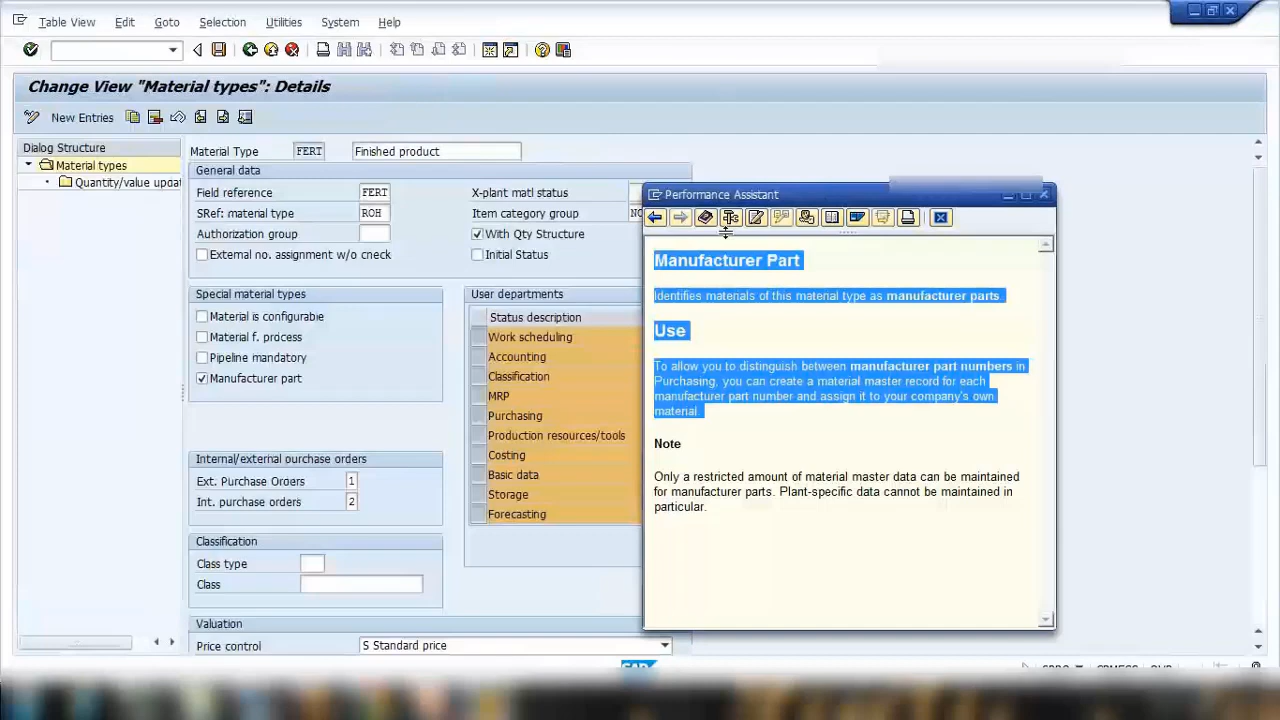 Table View Edit Goto Selection Utilities System Help
Change View "Material types": Details
New Entries
Dialog Structure
Material types
Quantity/value updat
Material Type FERT Finished product
General data
Field reference FERT X-plant matl status
SRef: material type ROH Item category group NO
Authorization group With Qty Structure
External no. assignment w/o check Initial Status
Special material types
Material is configurable
Material f. process
Pipeline mandatory
Manufacturer part
User departments
Status description
Work scheduling
Accounting
Classification
MRP
Purchasing
Production resources/tools
Costing
Basic data
Storage
Forecasting
Internal/external purchase orders
Ext. Purchase Orders 1
Int. purchase orders 2
Classification
Class type
Class
Valuation
Price control S Standard price
Performance Assistant
Manufacturer Part
Identifies materials of this material type as manufacturer parts.
Use
To allow you to distinguish between manufacturer part numbers in
Purchasing, you can create a material master record for each
manufacturer part number and assign it to your company's own
material.
Note
Only a restricted amount of material master data can be maintained
for manufacturer parts. Plant-specific data cannot be maintained in
particular.
SAP